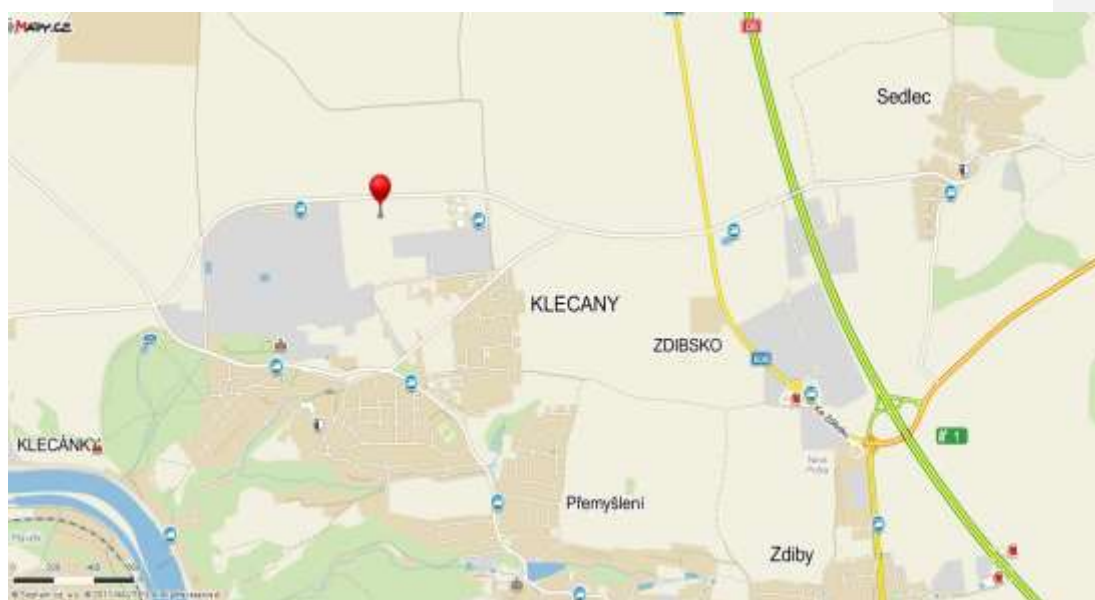 Mapy.cz
D8
Sedlec
KLECANY
ZDIBSKO
608
KLECÁNKY
1
Přemyšlení
Zdiby